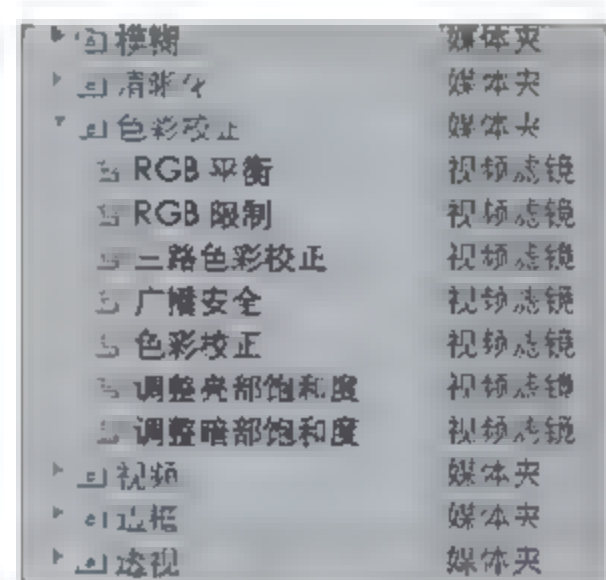 模糊 媒体夹
清晰化 媒体夹
色彩校正 媒体夹
RGB 平衡 视频滤镜
RGB 限制 视频滤镜
三路色彩校正 视频滤镜
广播安全 视频滤镜
色彩校正 视频滤镜
调整亮部饱和度 视频滤镜
调整暗部饱和度 视频滤镜
视频 媒体夹
边框 媒体夹
透视 媒体夹